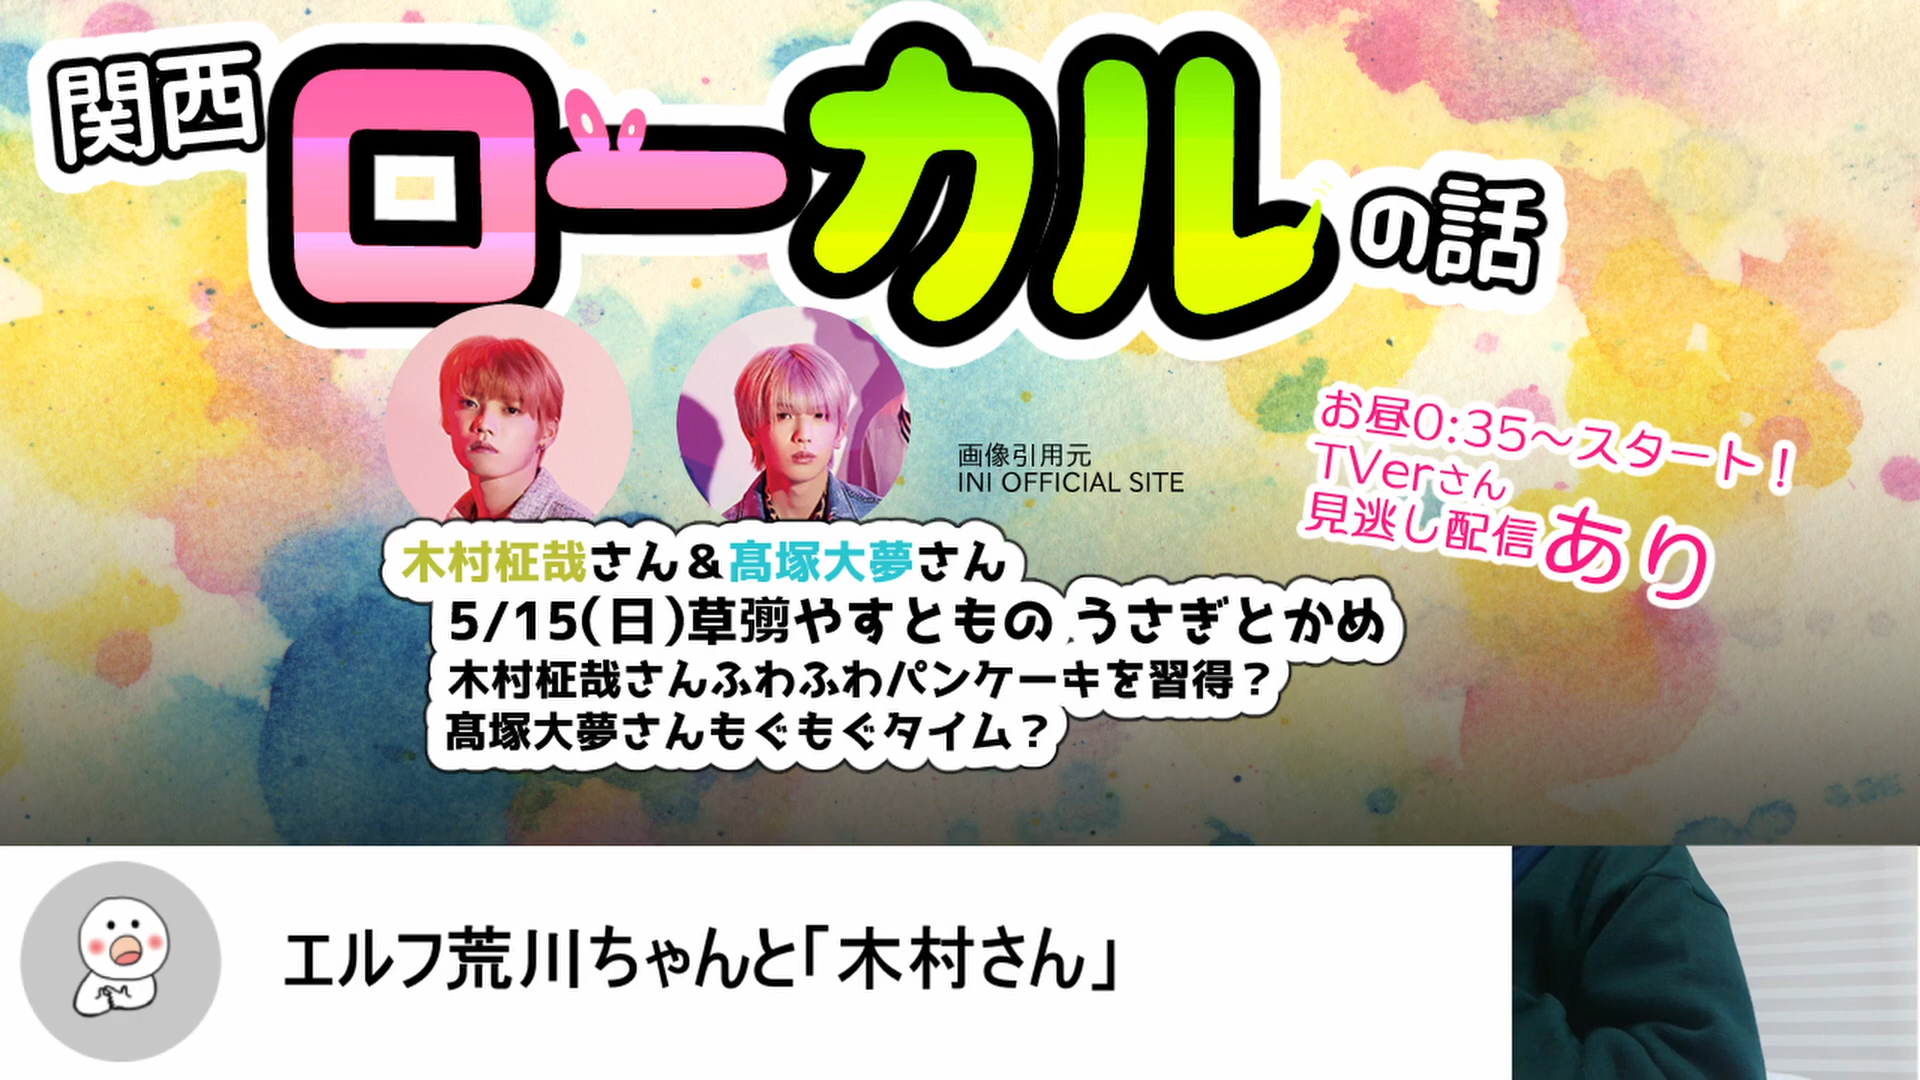 関西ローカルの話
画像引用元
INI OFFICIAL SITE
お昼0:35～スタート！
TVerさん
見逃し配信あり
木村柾哉さん＆髙塚大夢さん
5/15(日)草彅やすともの うさぎとかめ
木村柾哉さんふわふわパンケーキを習得？
髙塚大夢さんもぐもぐタイム？
エルフ荒川ちゃんと「木村さん」